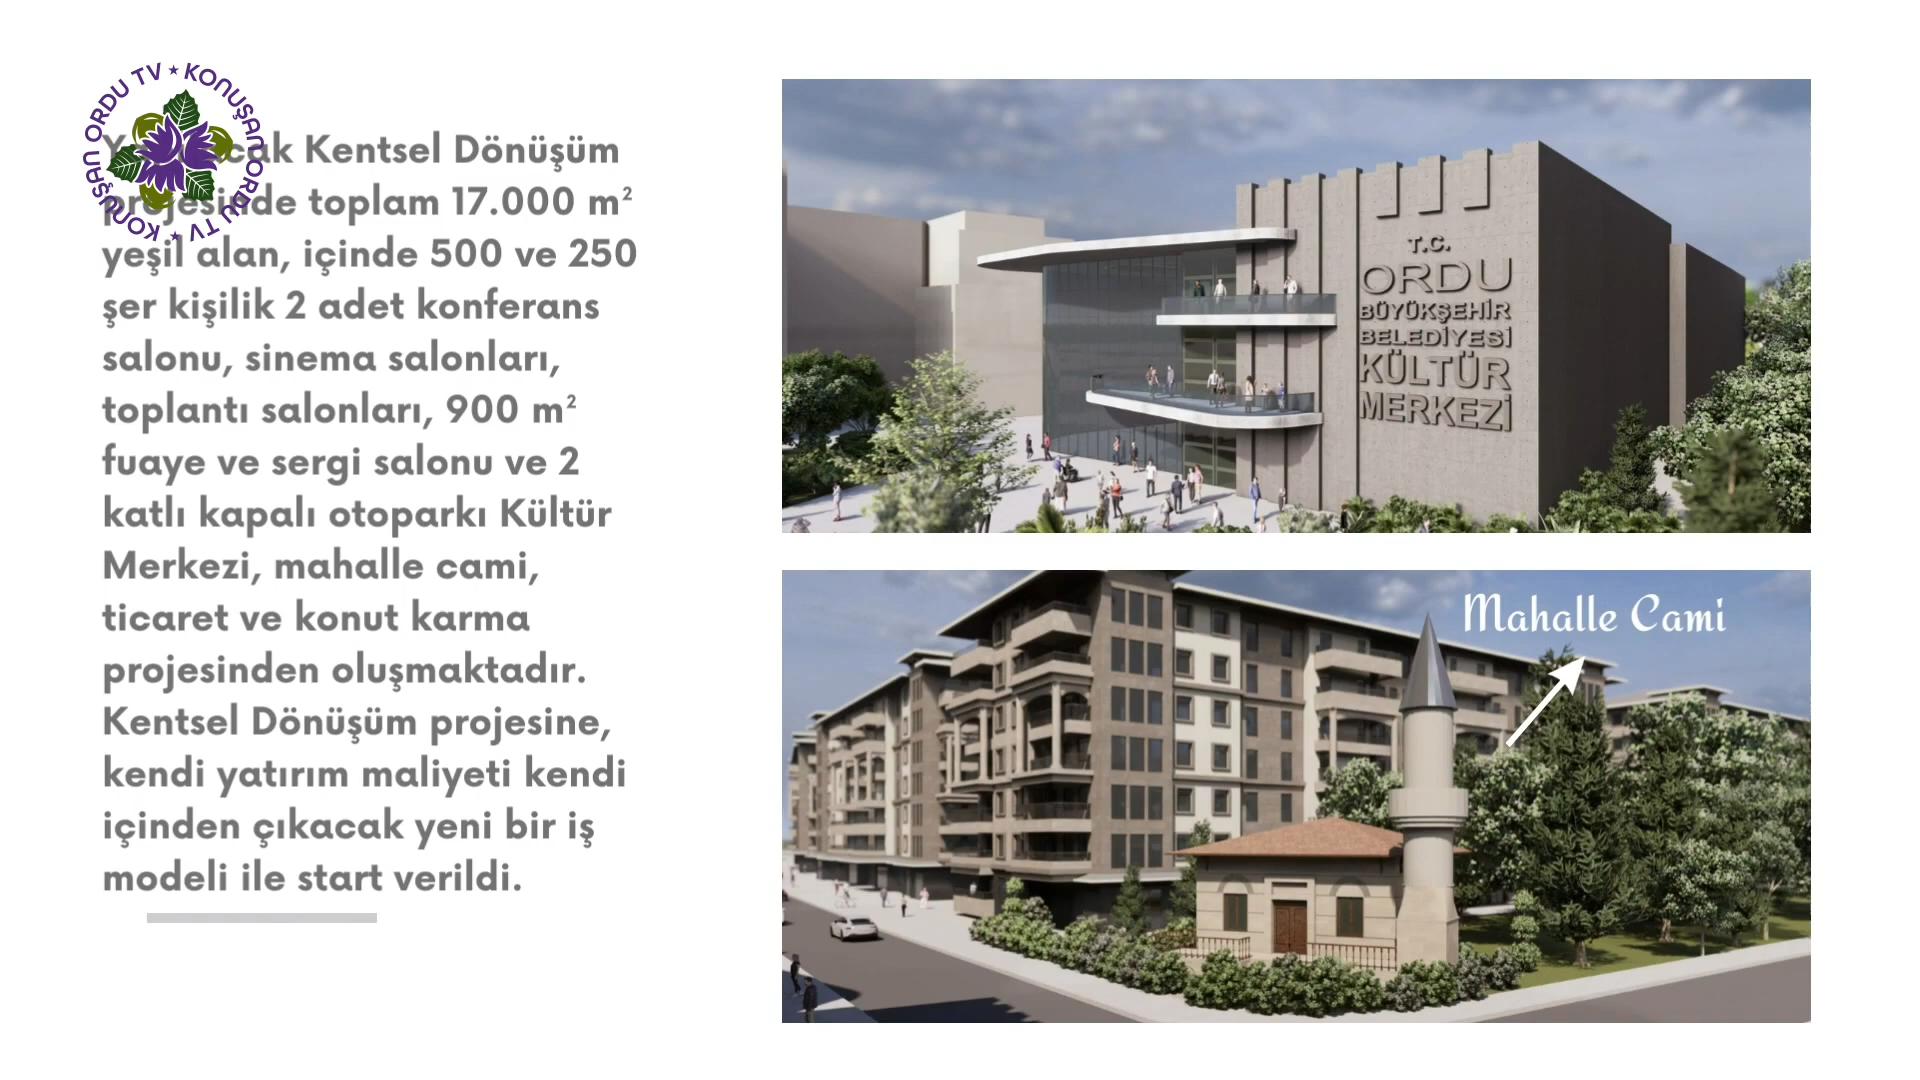 KONUŞAN ORDU TV ★ KONUŞAN ORDU TV ★
Kentsel Dönüşüm
projesinde toplam 17.000 m²
yeşil alan, içinde 500 ve 250
şer kişilik 2 adet konferans
salonu, sinema salonları,
toplantı salonları, 900 m²
fuaye ve sergi salonu ve 2
katlı kapalı otoparkı Kültür
Merkezi, mahalle cami,
ticaret ve konut karma
projesinden oluşmaktadır.
Kentsel Dönüşüm projesine,
kendi yatırım maliyeti kendi
içinden çıkacak yeni bir iş
modeli ile start verildi.
T.C.
ORDU
BÜYÜKŞEHİR
BELEDİYESİ
KÜLTÜR
MERKEZİ
Mahalle Cami